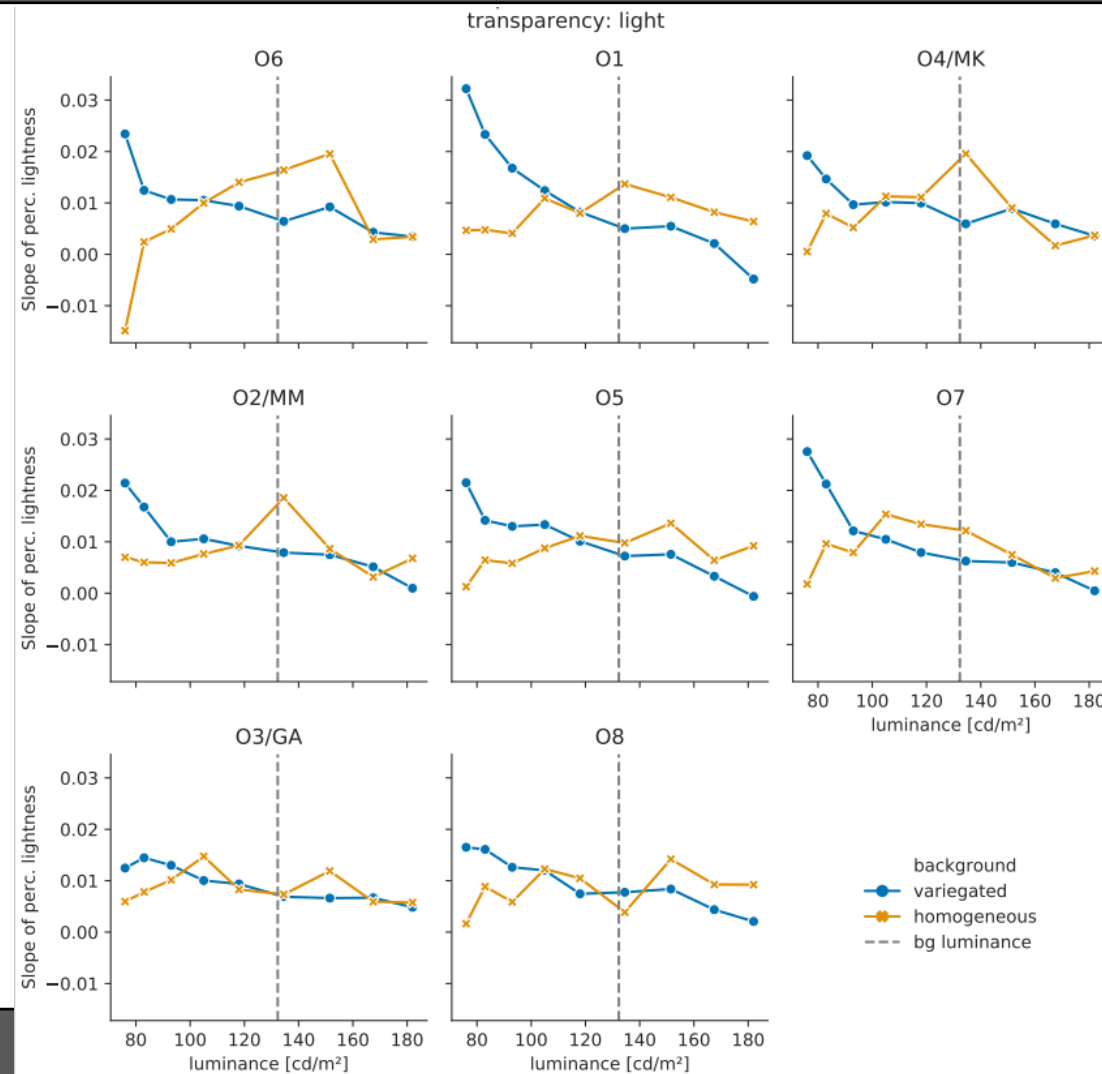 transparency: light
O6
O1
O4/MK
Slope of perc. lightness
0.03
0.02
0.01
0.00
−0.01
O2/MM
O5
O7
Slope of perc. lightness
0.03
0.02
0.01
0.00
−0.01
80 100 120 140 160 180
luminance [cd/m²]
O3/GA
O8
Slope of perc. lightness
0.03
0.02
0.01
0.00
−0.01
80 100 120 140 160 180
luminance [cd/m²]
80 100 120 140 160 180
luminance [cd/m²]
background
variegated
homogeneous
bg luminance